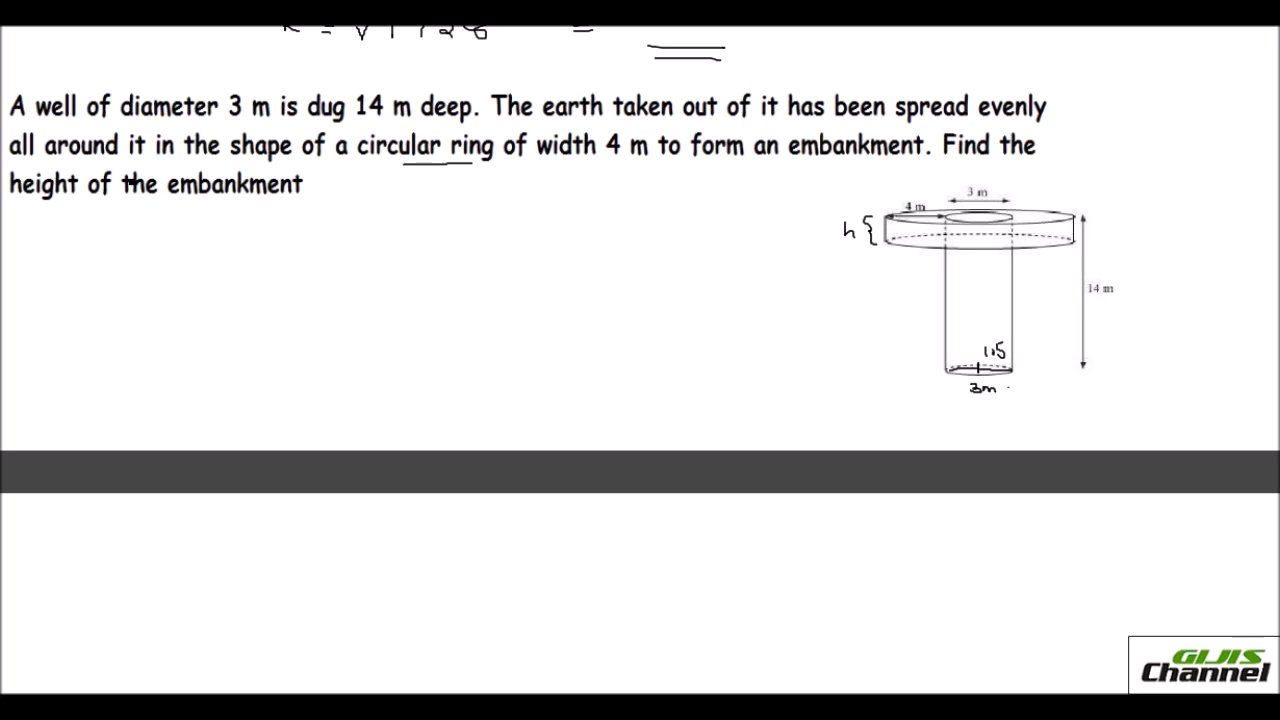 A well of diameter 3 m is dug 14 m deep. The earth taken out of it has been spread evenly
all around it in the shape of a circular ring of width 4 m to form an embankment. Find the
height of the embankment
3 m
4 m
h
14 m
1.5
3m
GIJIS
Channel